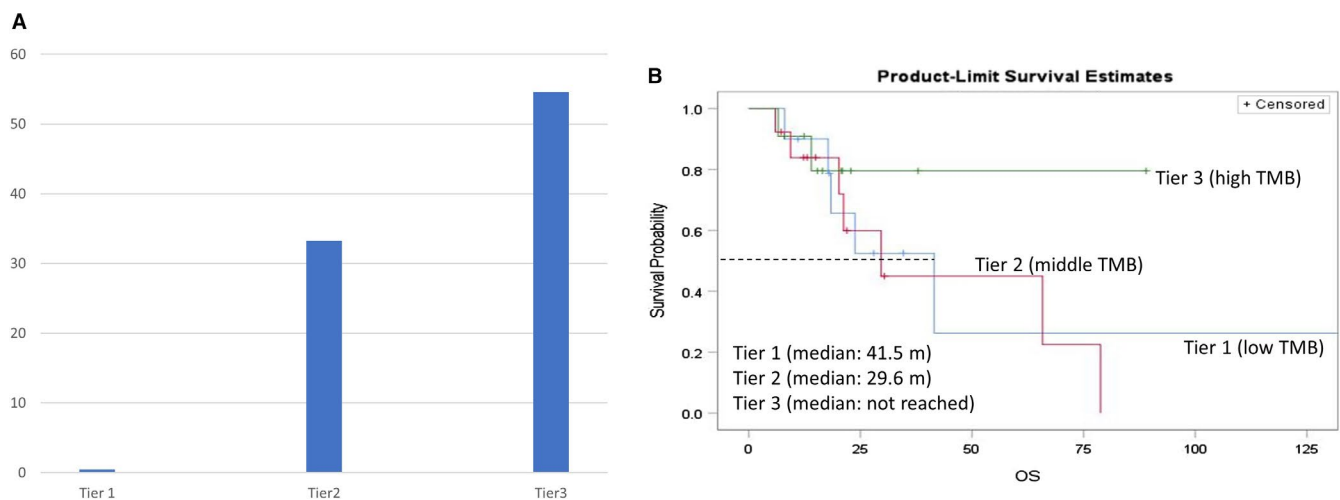 A
60
50
40
30
20
10
0
Tier 1
Tier2
Tier3
B
Product-Limit Survival Estimates
+ Censored
Survival Probability
1.0
0.8
0.6
0.4
0.2
0.0
Tier 3 (high TMB)
Tier 2 (middle TMB)
Tier 1 (low TMB)
Tier 1 (median: 41.5 m)
Tier 2 (median: 29.6 m)
Tier 3 (median: not reached)
0
25
50
75
100
125
OS